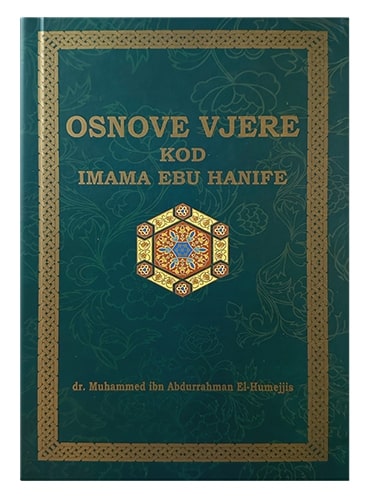 OSNOVE VJERE
KOD
IMAMA EBU HANIFE
dr. Muhammed ibn Abdurrahman El-Humejjis